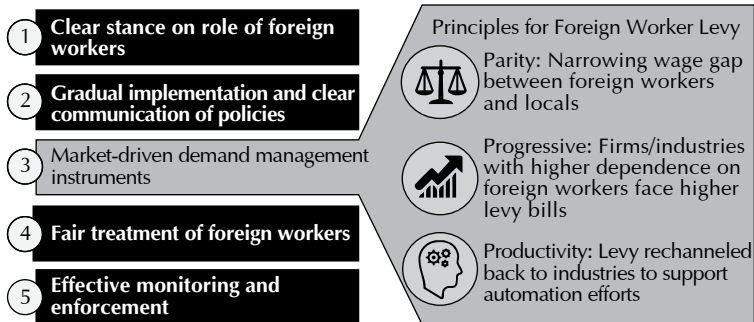 1
Clear stance on role of foreign
workers
2
Gradual implementation and clear
communication of policies
3
Market-driven demand management
instruments
4
Fair treatment of foreign workers
5
Effective monitoring and
enforcement
Principles for Foreign Worker Levy
Parity: Narrowing wage gap
between foreign workers
and locals
Progressive: Firms/industries
with higher dependence on
foreign workers face higher
levy bills
Productivity: Levy rechanneled
back to industries to support
automation efforts